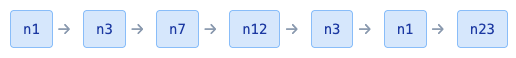 n1 → n3 → n7 → n12 → n3 → n1 → n23